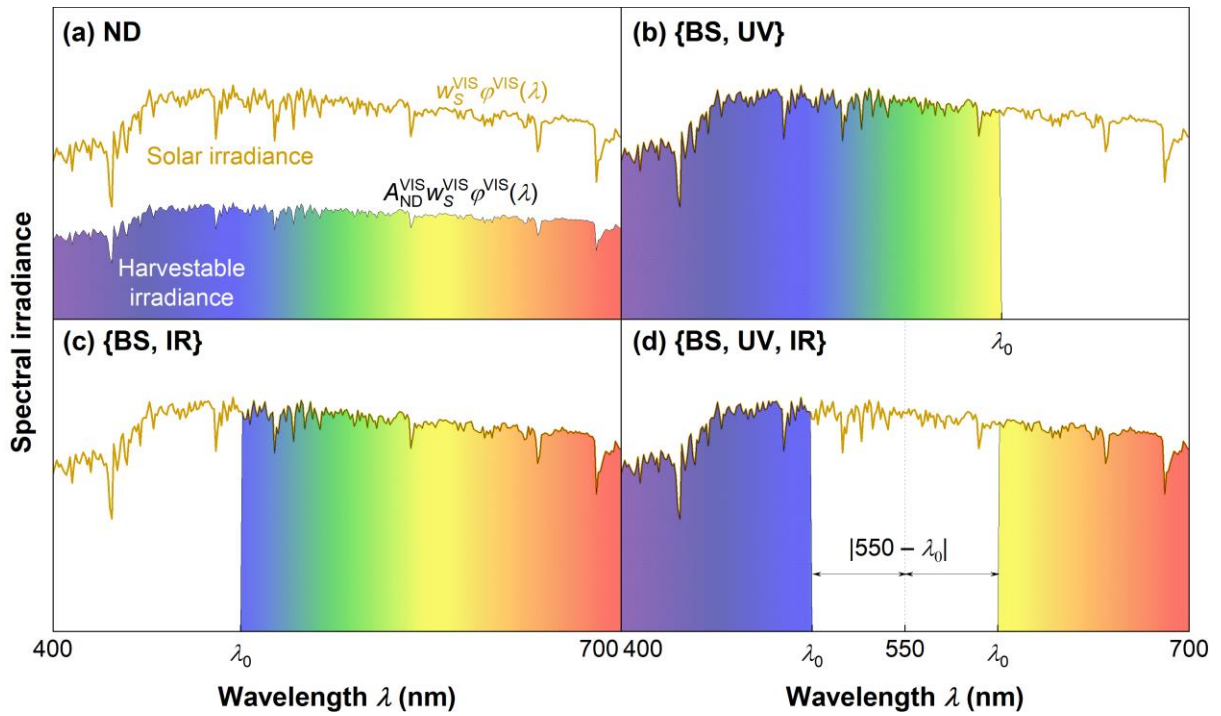 (a) ND
w_S^VIS φ^VIS(λ)
Solar irradiance
A_ND^VIS w_S^VIS φ^VIS(λ)
Harvestable
irradiance
(b) {BS, UV}
λ₀
(c) {BS, IR}
(d) {BS, UV, IR}
|550 – λ₀|
Spectral irradiance
400
λ₀
700
400
λ₀
550
λ₀
700
Wavelength λ (nm)
Wavelength λ (nm)